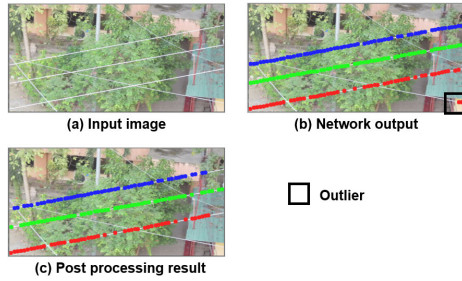 (a) Input image
(b) Network output
(c) Post processing result
Outlier